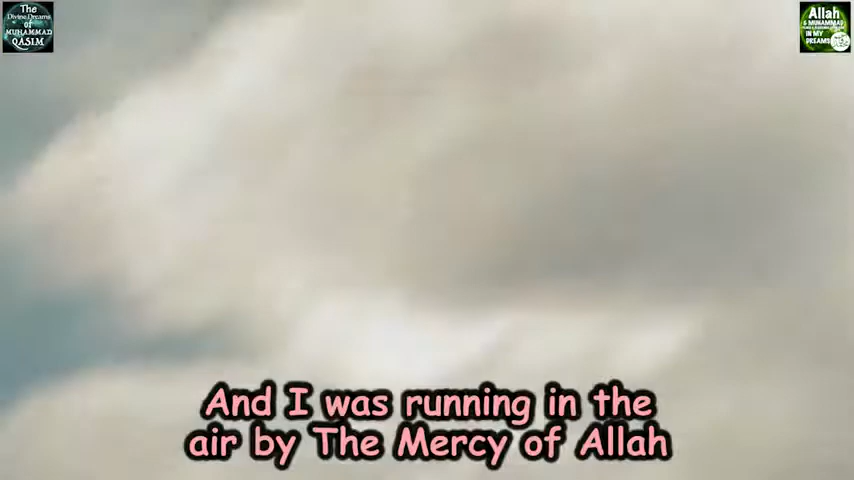 The
Divine Dreams
of
MUHAMMAD
QASIM
Allah
& MUHAMMAD
IN MY
DREAMS
And I was running in the
air by The Mercy of Allah